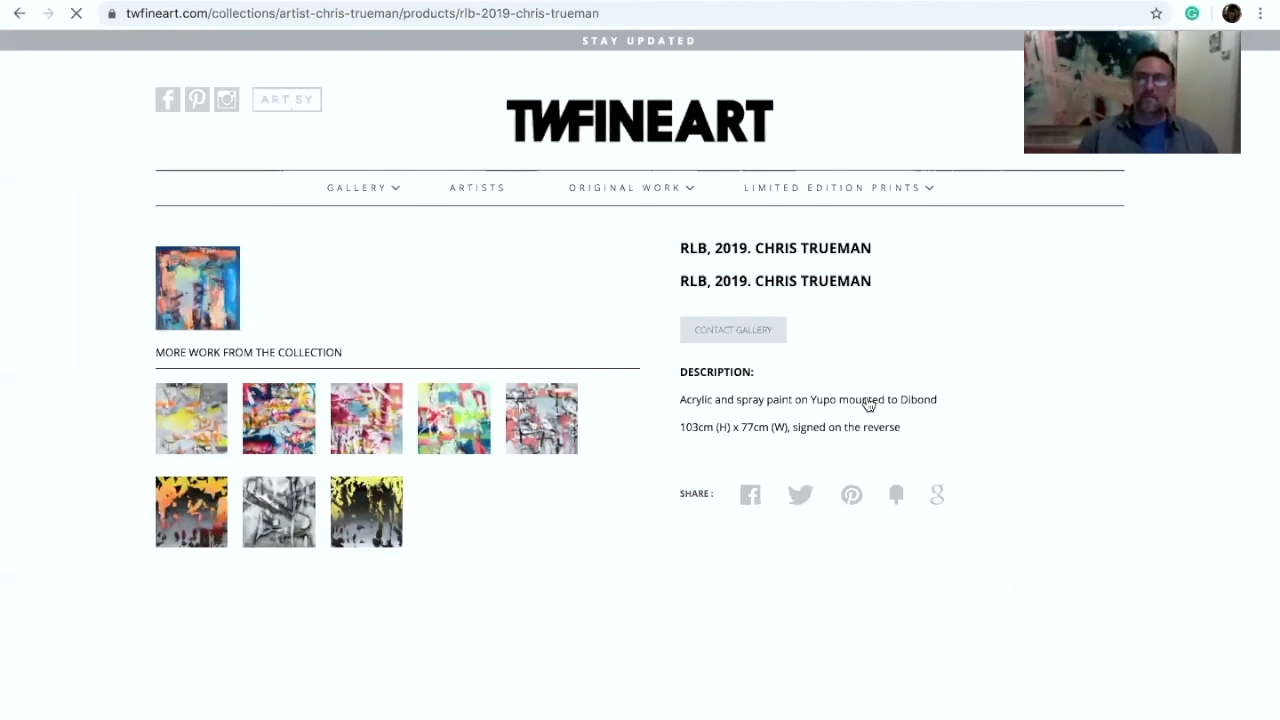 twfineart.com/collections/artist-chris-trueman/products/rlb-2019-chris-trueman
STAY UPDATED
ARTSY
TWFINEART
GALLERY ARTISTS ORIGINAL WORK LIMITED EDITION PRINTS
RLB, 2019. CHRIS TRUEMAN
RLB, 2019. CHRIS TRUEMAN
CONTACT GALLERY
MORE WORK FROM THE COLLECTION
DESCRIPTION:
Acrylic and spray paint on Yupo mounted to Dibond
103cm (H) x 77cm (W), signed on the reverse
SHARE :